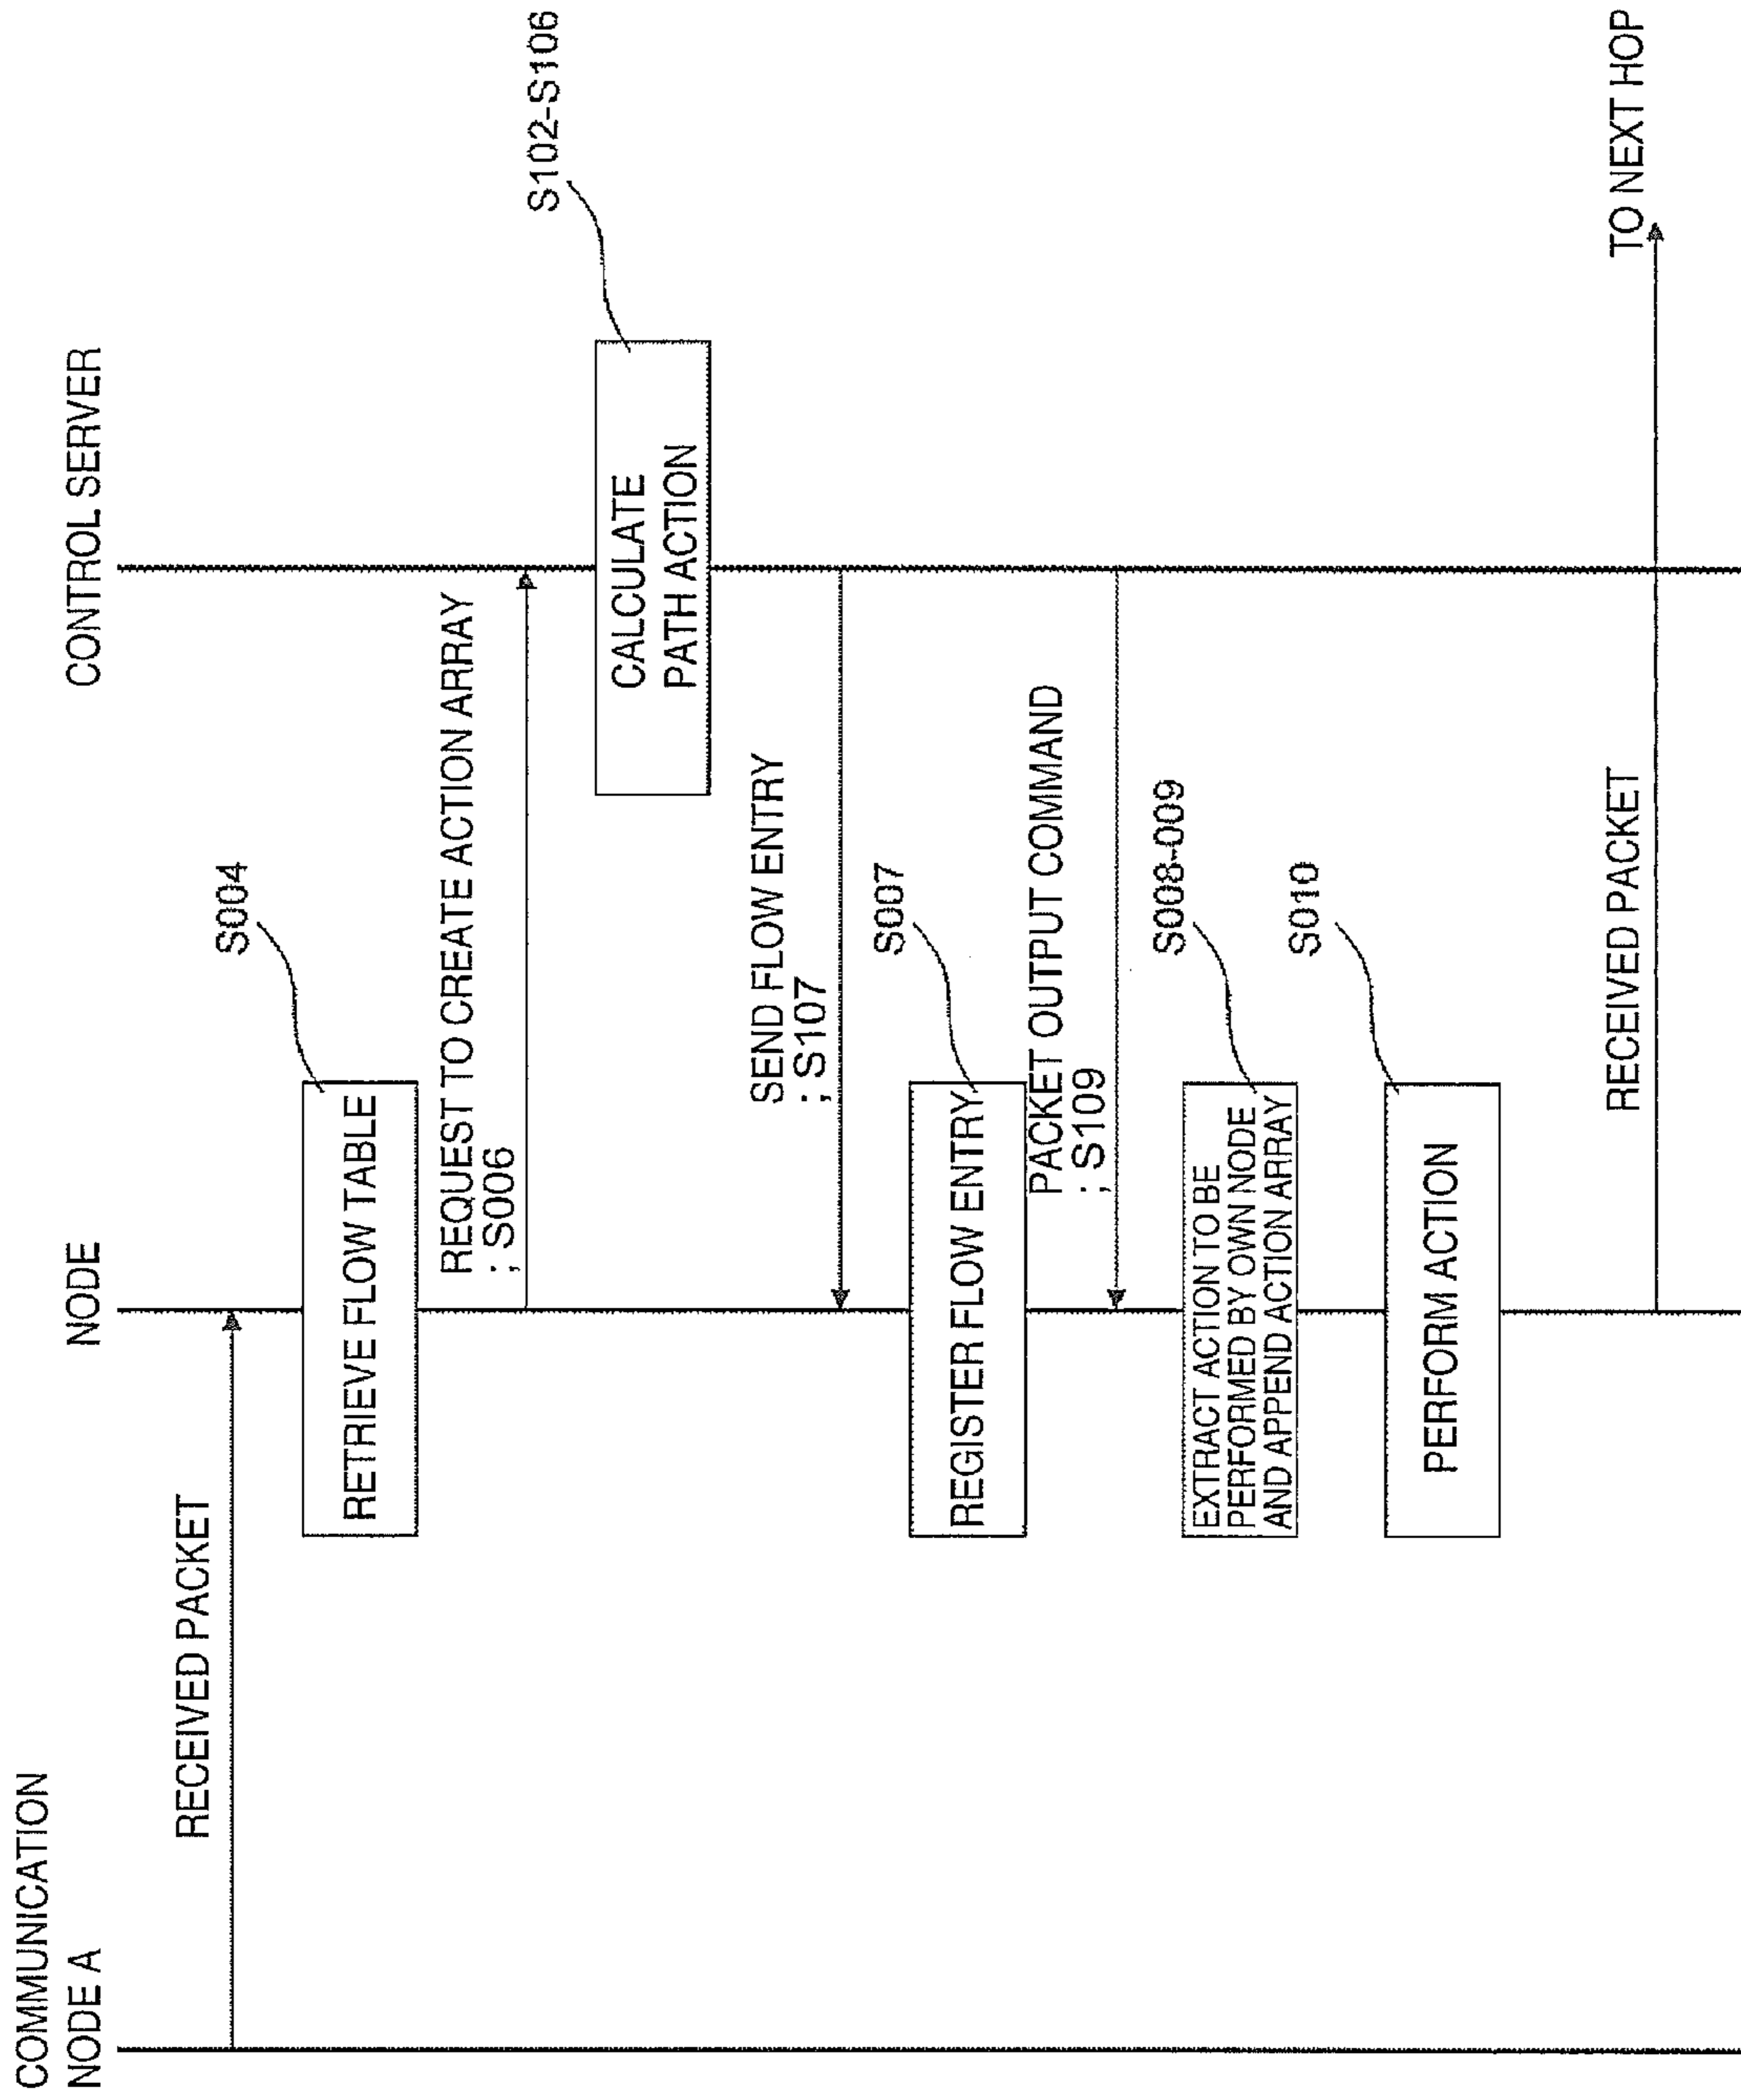 COMMUNICATION
NODE A
NODE
CONTROL SERVER
RECEIVED PACKET
S004
RETRIEVE FLOW TABLE
REQUEST TO CREATE ACTION ARRAY
; S006
S102-S106
CALCULATE
PATH ACTION
SEND FLOW ENTRY
; S107
S007
REGISTER FLOW ENTRY
PACKET OUTPUT COMMAND
; S109
S008-009
EXTRACT ACTION TO BE
PERFORMED BY OWN NODE
AND APPEND ACTION ARRAY
S010
PERFORM ACTION
RECEIVED PACKET
TO NEXT HOP